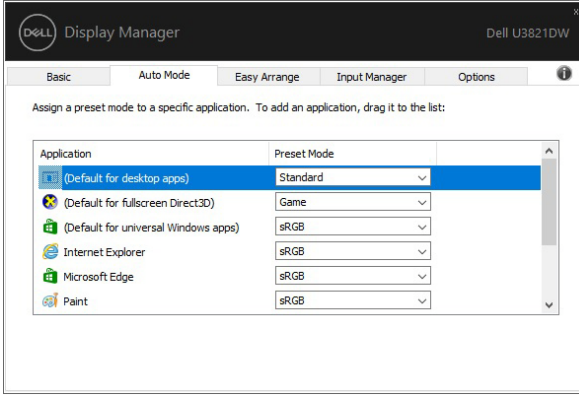 DELL Display Manager Dell U3821DW
Basic Auto Mode Easy Arrange Input Manager Options
Assign a preset mode to a specific application. To add an application, drag it to the list:
Application Preset Mode
(Default for desktop apps) Standard
(Default for fullscreen Direct3D) Game
(Default for universal Windows apps) sRGB
Internet Explorer sRGB
Microsoft Edge sRGB
Paint sRGB